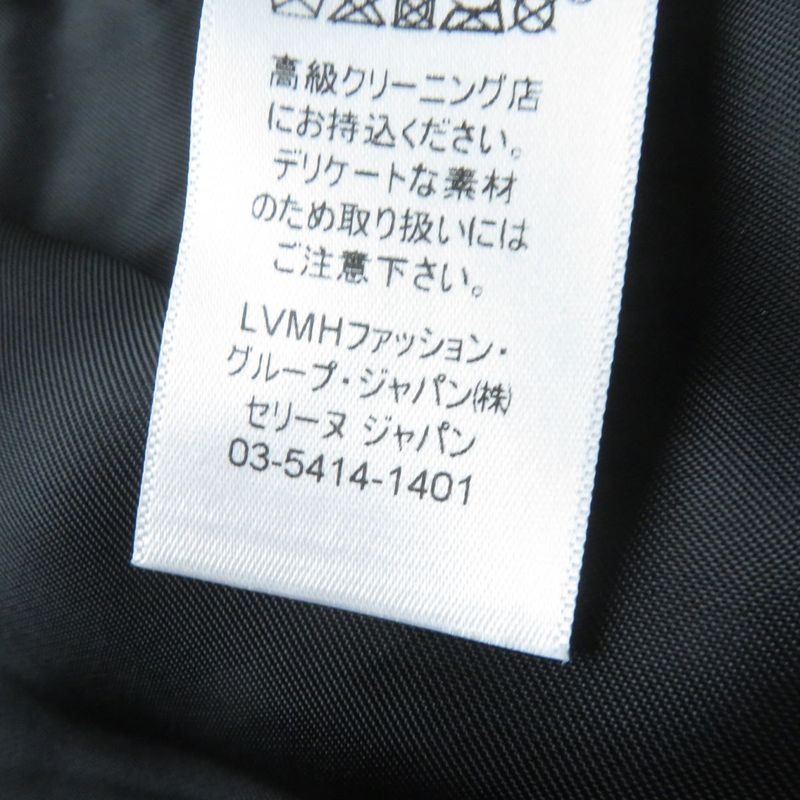 高級クリーニング店
にお持込ください。
デリケートな素材
のため取り扱いには
ご注意下さい。
LVMHファッション・
グループ・ジャパン㈱
セリーヌ ジャパン
03-5414-1401